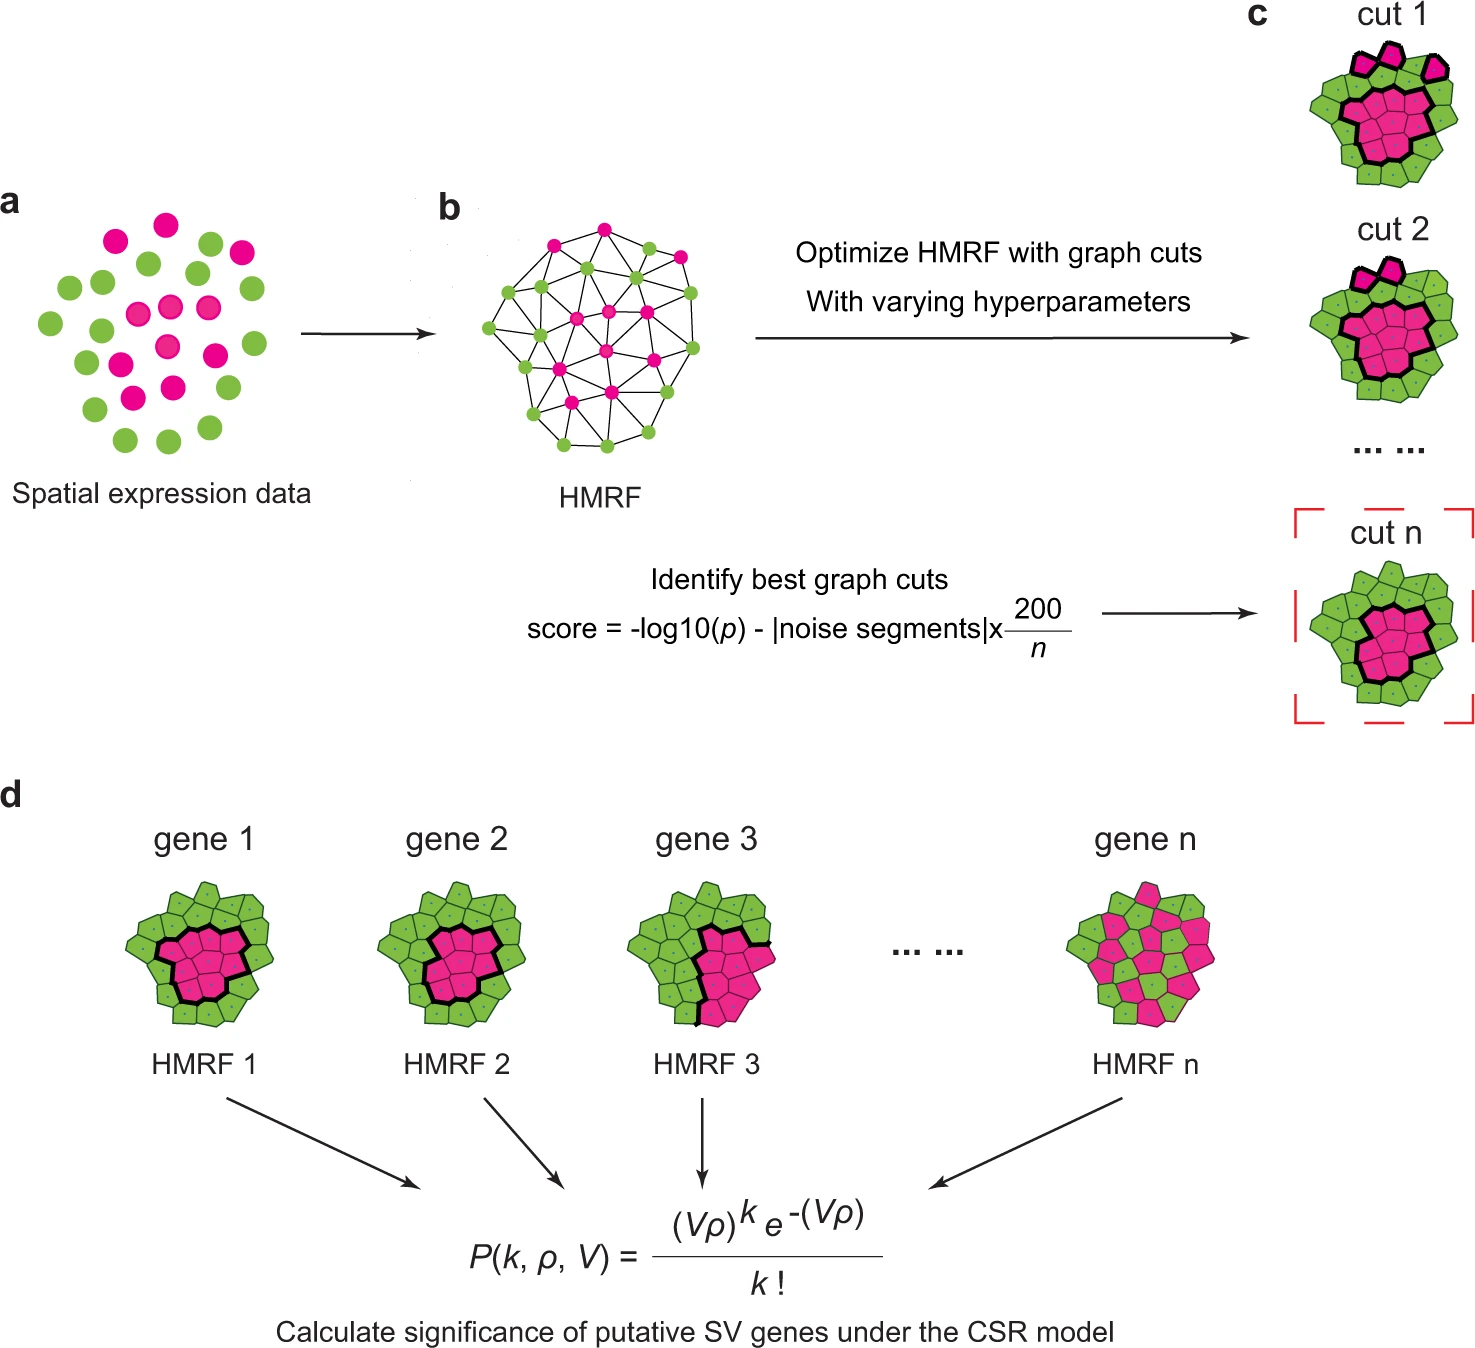 a
Spatial expression data
b
HMRF
Optimize HMRF with graph cuts
With varying hyperparameters
c
cut 1
cut 2
... ...
cut n
Identify best graph cuts
score = -log10(p) - |noise segments|x 200/n
d
gene 1 gene 2 gene 3 ... ... gene n
HMRF 1 HMRF 2 HMRF 3 HMRF n
P(k, ρ, V) = (Vρ)^k e^-(Vρ) / k !
Calculate significance of putative SV genes under the CSR model